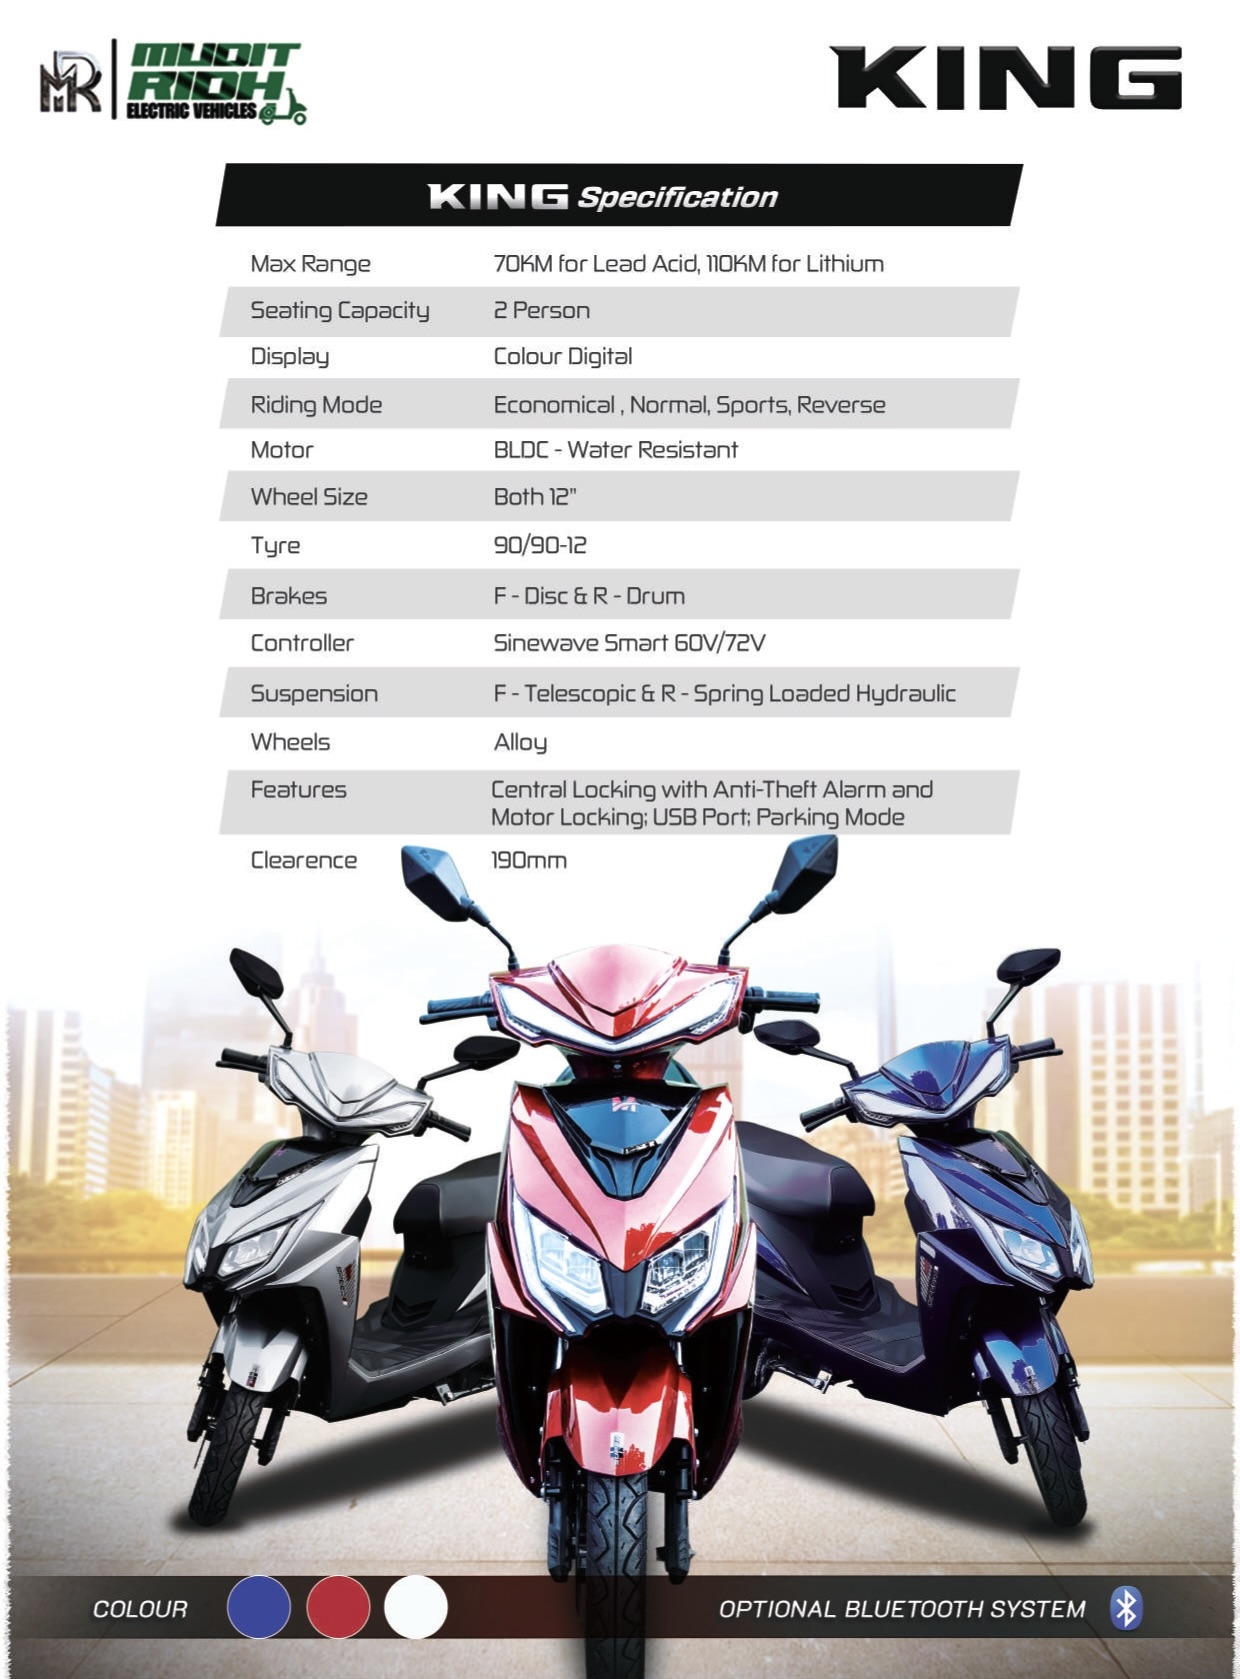 MR
MUDIT
RIDH
ELECTRIC VEHICLES
KING
KING Specification
Max Range 70KM for Lead Acid, 110KM for Lithium
Seating Capacity 2 Person
Display Colour Digital
Riding Mode Economical , Normal, Sports, Reverse
Motor BLDC - Water Resistant
Wheel Size Both 12”
Tyre 90/90-12
Brakes F - Disc & R - Drum
Controller Sinewave Smart 60V/72V
Suspension F - Telescopic & R - Spring Loaded Hydraulic
Wheels Alloy
Features Central Locking with Anti-Theft Alarm and
Motor Locking; USB Port; Parking Mode
Clearence 190mm
COLOUR
OPTIONAL BLUETOOTH SYSTEM